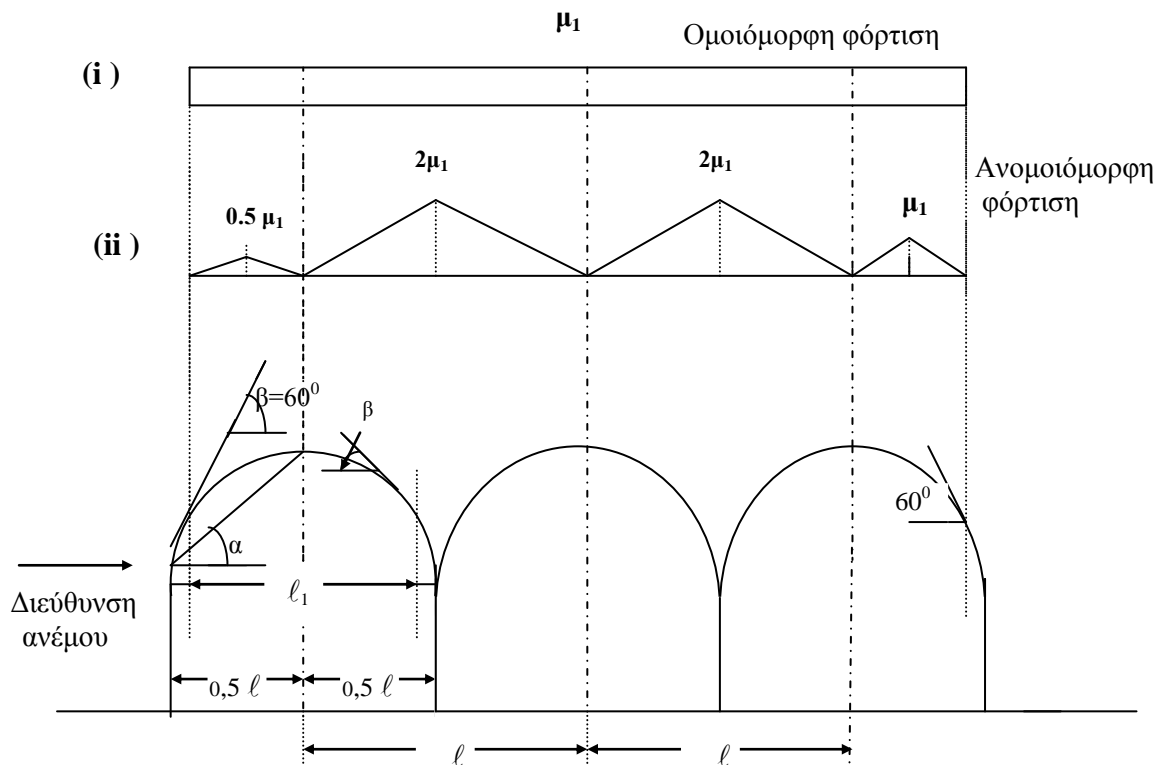 μ₁
Ομοιόμορφη φόρτιση
(i )
2μ₁
2μ₁
Ανομοιόμορφη
φόρτιση
0.5 μ₁
μ₁
(ii )
β=60⁰
β
60⁰
α
ℓ₁
Διεύθυνση
ανέμου
0,5 ℓ
0,5 ℓ
ℓ
ℓ